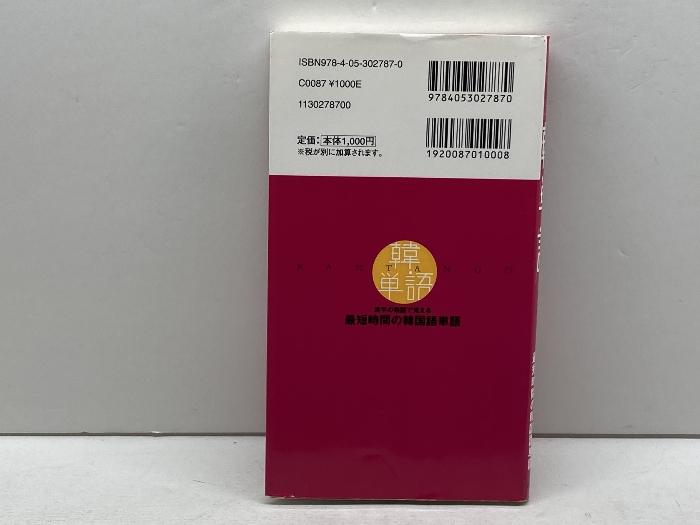 ISBN978-4-05-302787-0
C0087 ¥1000E
1130278700
定価：本体1,000円
※税が別に加算されます。
9784053027870
1920087010008
韓
KANTANGO
単語
最短時間の韓国語単語